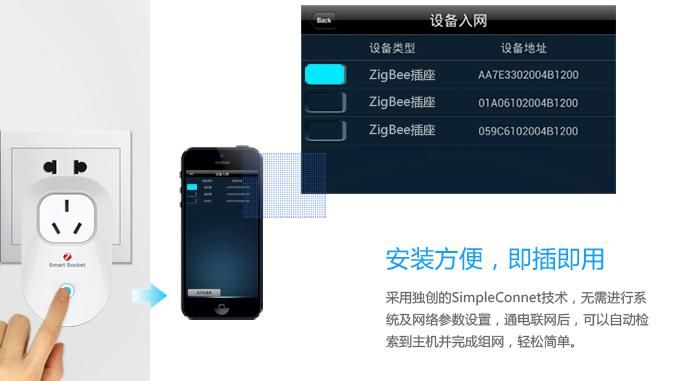 Back
设备入网
设备类型 设备地址
ZigBee插座 AA7E3302004B1200
ZigBee插座 01A06102004B1200
ZigBee插座 059C6102004B1200
设备入网
Smart Socket
安装方便，即插即用
采用独创的SimpleConnet技术，无需进行系
统及网络参数设置，通电联网后，可以自动检
索到主机并完成组网，轻松简单。